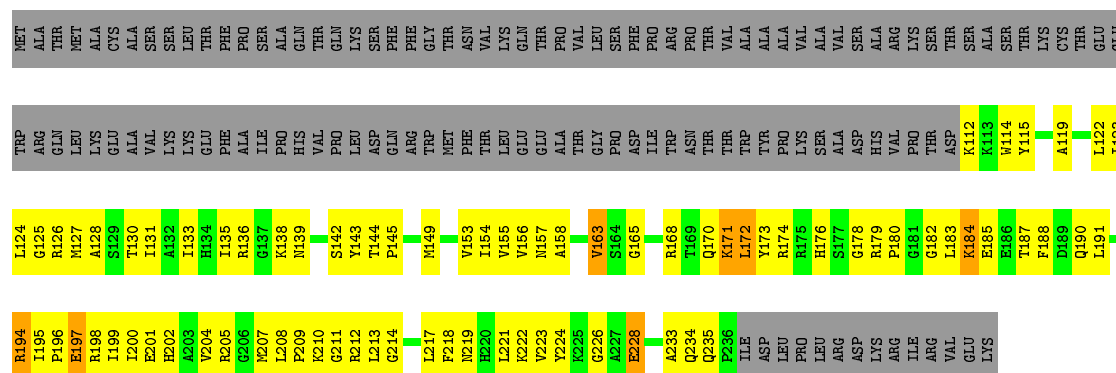 MET ALA THR MET ALA CYS ALA SER SER LEU THR PHE PRO SER ALA GLN THR GLN LYS SER PHE PHE GLY THR ASN VAL LYS GLN THR PRO VAL LEU SER PHE PRO ARG PRO THR VAL ALA ALA ALA VAL ALA VAL SER ALA ARG LYS SER THR SER ALA SER THR LYS CYS THR GLU
TRP ARG GLN LEU LYS GLU ALA VAL LYS LYS GLU PHE ALA ILE PRO HIS VAL PRO LEU ASP GLN ARG TRP MET PHE THR LEU GLU GLU ALA THR GLY PRO ASP ILE TRP ASN THR THR TRP TYR PRO LYS SER ALA ASP HIS VAL PRO THR ASP K112 K113 W114 Y115 A119 L122
L124 G125 R126 M127 A128 S129 T130 I131 A132 I133 H134 I135 R136 G137 K138 N139 S142 Y143 T144 P145 M149 V153 I154 V155 V156 N157 A158 V163 S164 G165 R168 T169 Q170 K171 L172 Y173 R174 R175 H176 S177 G178 R179 P180 G181 G182 L183 K184 E185 E186 T187 F188 D189 Q190 L191
R194 I195 P196 E197 R198 I199 I200 E201 H202 A203 V204 R205 G206 M207 L208 P209 K210 G211 R212 L213 G214 L217 F218 N219 H220 L221 K222 V223 Y224 K225 G226 A227 E228 A233 Q234 Q235 P236 ILE ASP LEU PRO LEU ARG ASP LYS ARG ILE ARG VAL GLU LYS